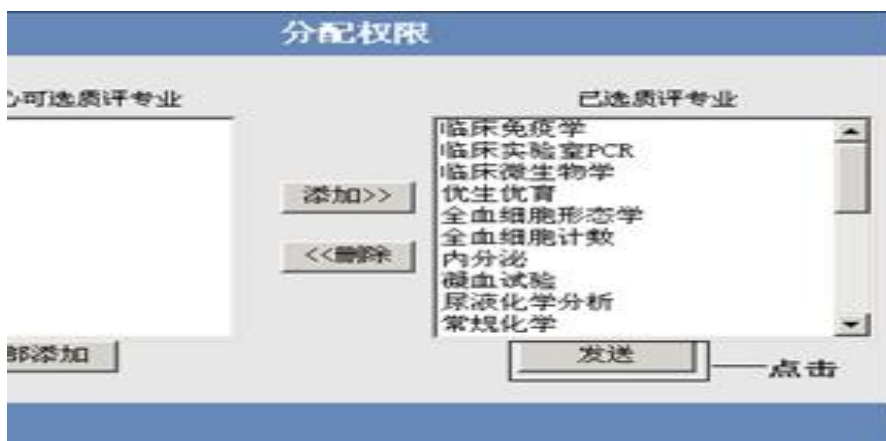 分配权限
心可选质评专业
已选质评专业
临床免疫学
临床实验室PCR
临床微生物学
优生优育
全血细胞形态学
全血细胞计数
内分泌
凝血试验
尿液化学分析
常规化学
添加>>
<<删除
部添加
发送
点击